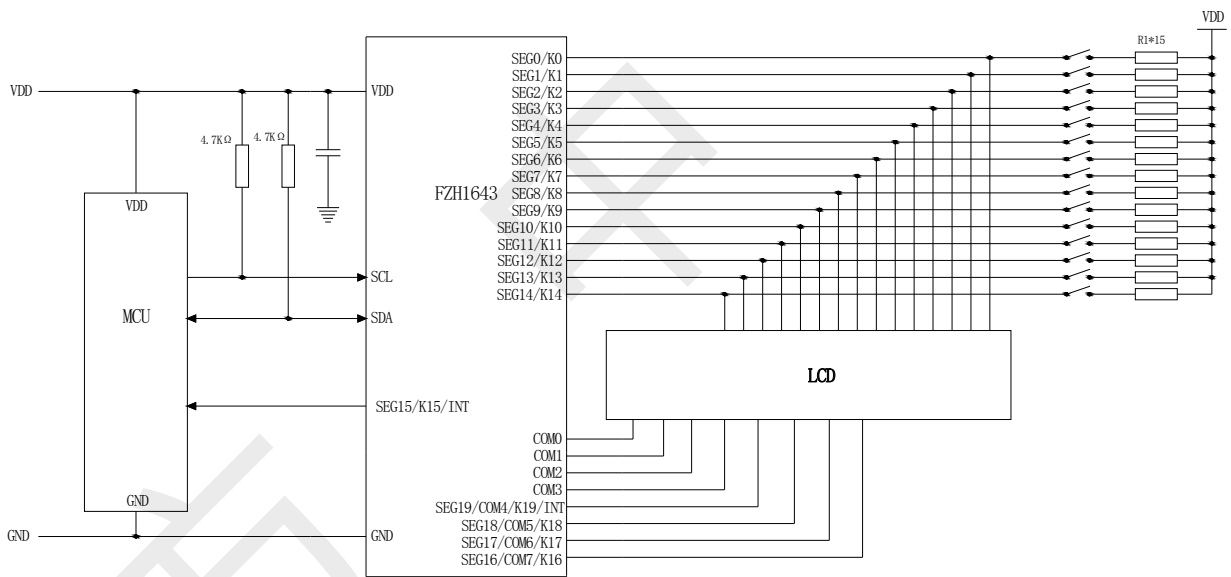 VDD
R1*15
SEG0/K0
SEG1/K1
SEG2/K2
SEG3/K3
SEG4/K4
SEG5/K5
SEG6/K6
SEG7/K7
SEG8/K8
SEG9/K9
SEG10/K10
SEG11/K11
SEG12/K12
SEG13/K13
SEG14/K14
VDD
VDD
4.7KΩ
4.7KΩ
FZH1643
VDD
SCL
MCU
SDA
LCD
SEG15/K15/INT
COM0
COM1
COM2
COM3
SEG19/COM4/K19/INT
SEG18/COM5/K18
SEG17/COM6/K17
SEG16/COM7/K16
GND
GND
GND